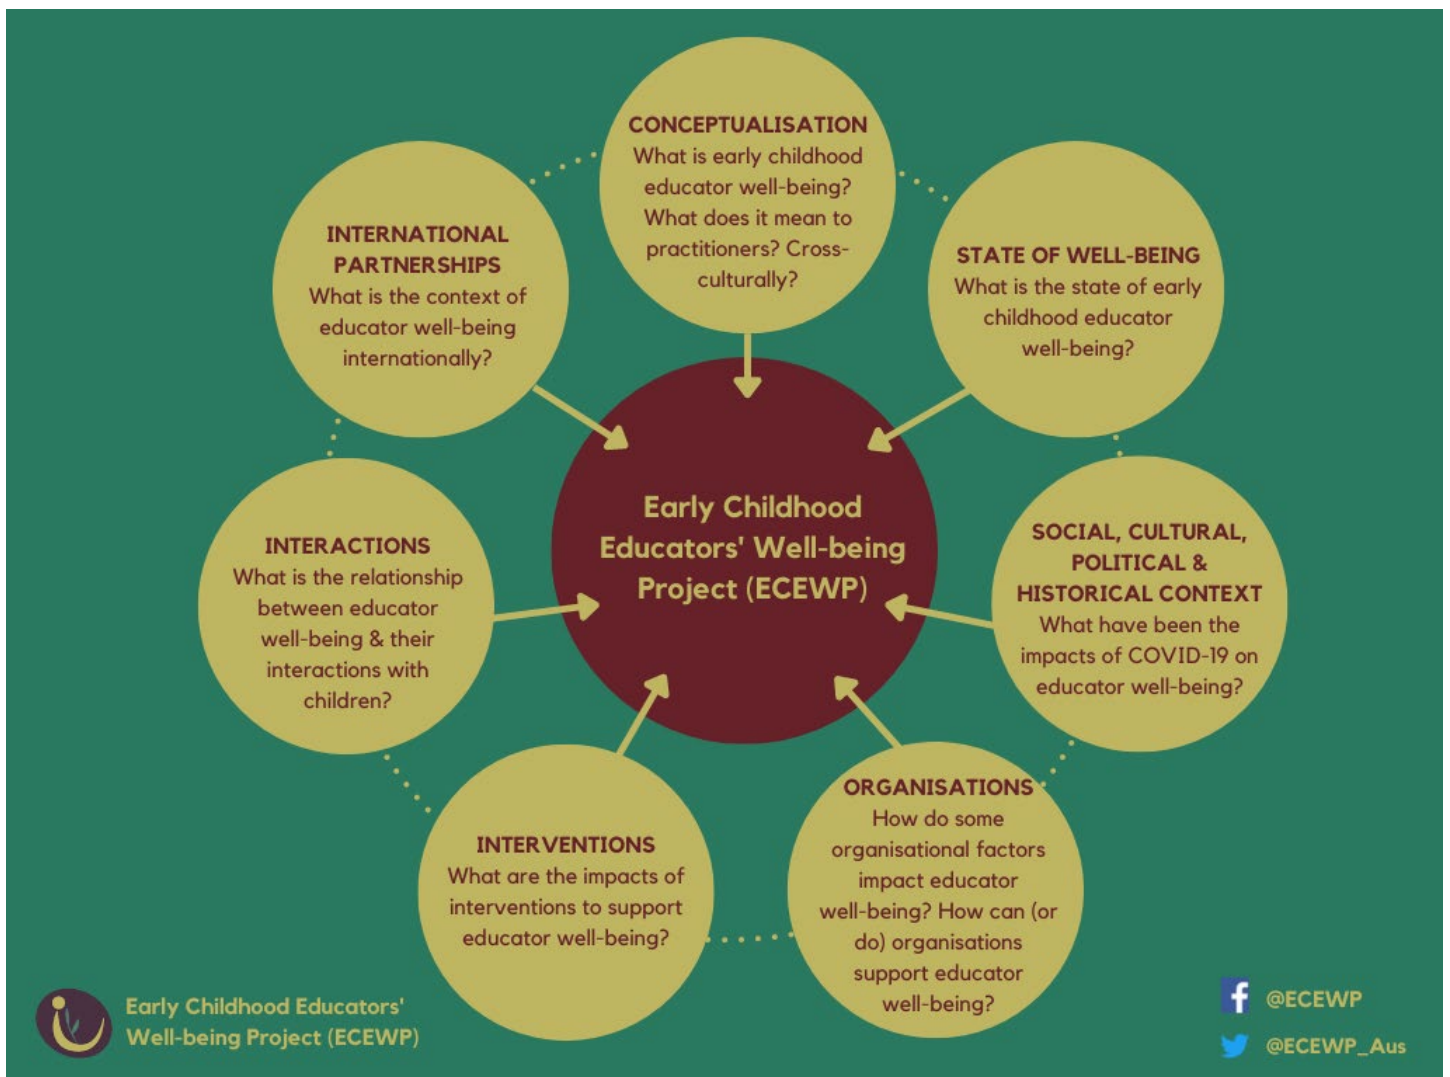 CONCEPTUALISATION
What is early childhood
educator well-being?
What does it mean to
practitioners? Cross-
culturally?
STATE OF WELL-BEING
What is the state of early
childhood educator
well-being?
SOCIAL, CULTURAL,
POLITICAL &
HISTORICAL CONTEXT
What have been the
impacts of COVID-19 on
educator well-being?
ORGANISATIONS
How do some
organisational factors
impact educator
well-being? How can (or
do) organisations
support educator
well-being?
INTERVENTIONS
What are the impacts of
interventions to support
educator well-being?
INTERACTIONS
What is the relationship
between educator
well-being & their
interactions with
children?
INTERNATIONAL
PARTNERSHIPS
What is the context of
educator well-being
internationally?
Early Childhood
Educators' Well-being
Project (ECEWP)
Early Childhood Educators'
Well-being Project (ECEWP)
@ECEWP
@ECEWP_Aus